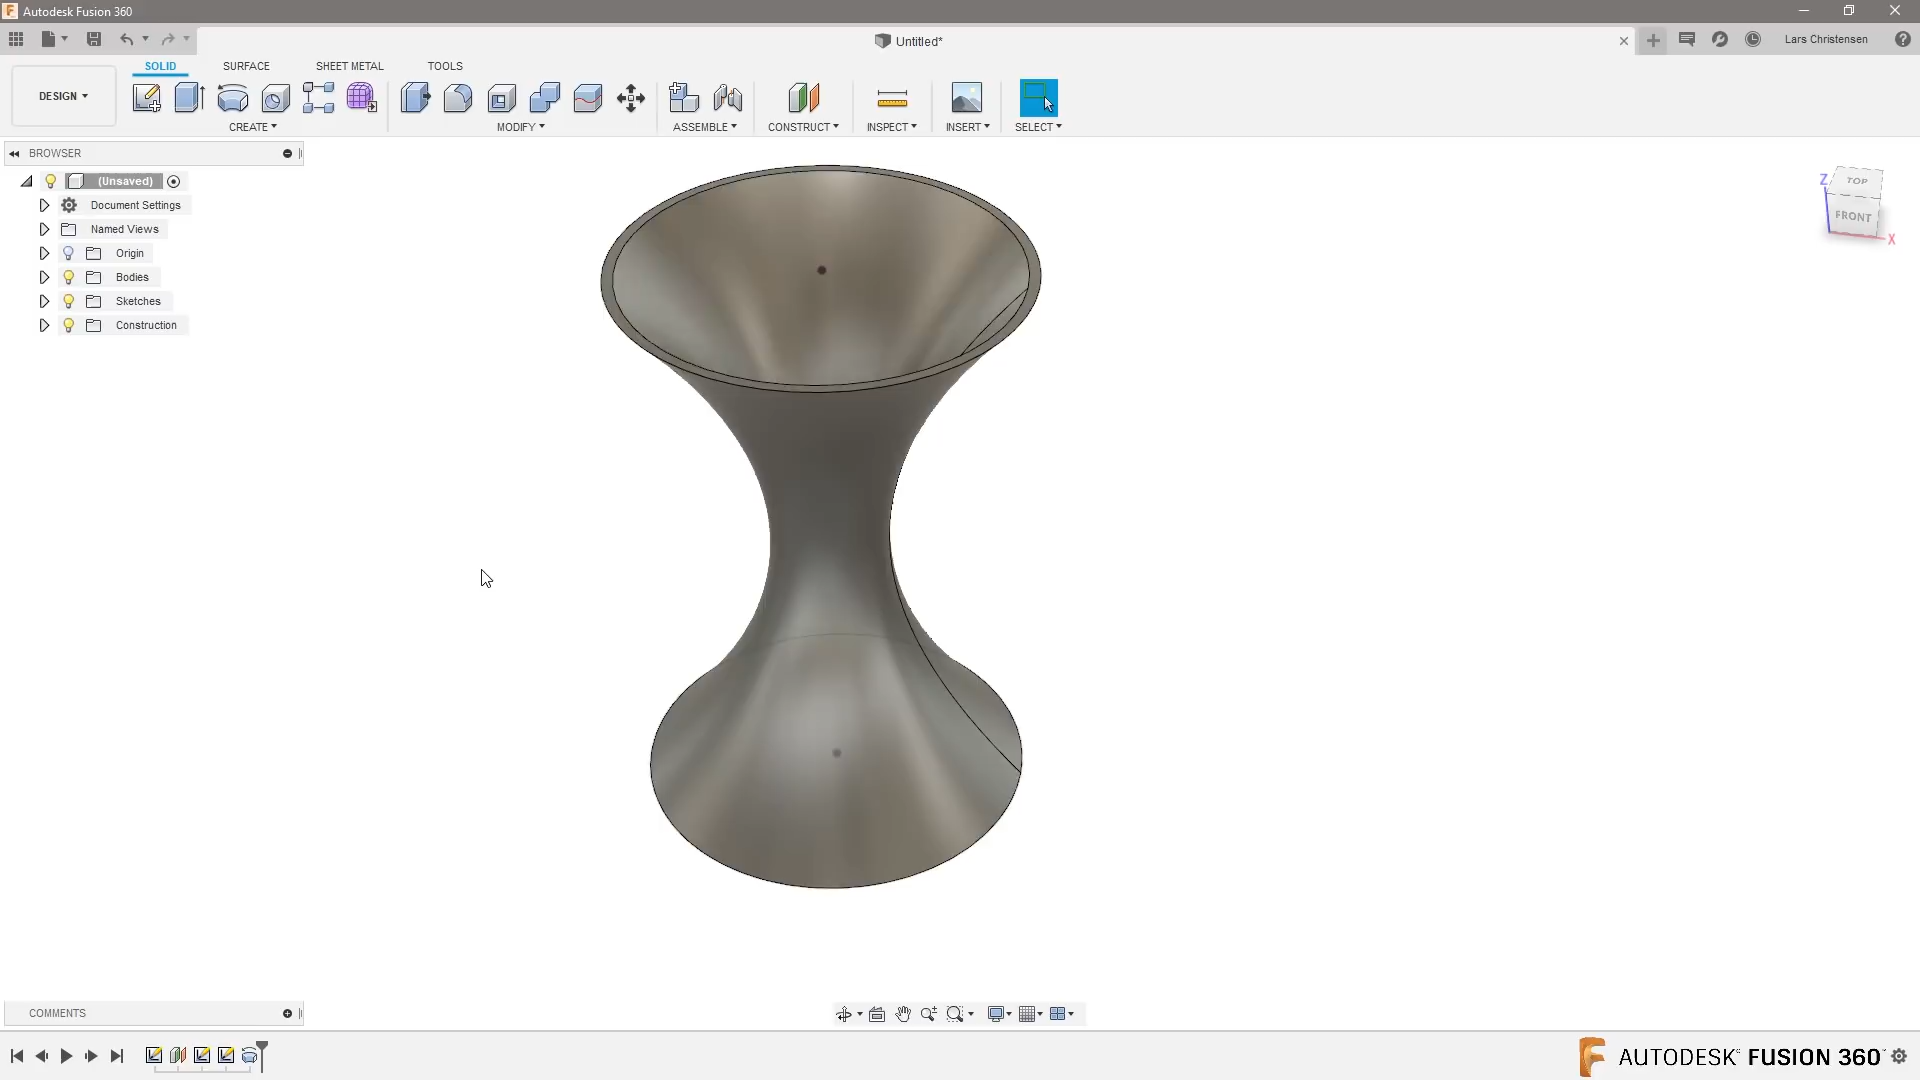 Autodesk Fusion 360
Untitled*
Lars Christensen
SOLID SURFACE SHEET METAL TOOLS
DESIGN
CREATE MODIFY ASSEMBLE CONSTRUCT INSPECT INSERT SELECT
BROWSER
(Unsaved)
Document Settings
Named Views
Origin
Bodies
Sketches
Construction
TOP
FRONT
Z
X
COMMENTS
AUTODESK FUSION 360